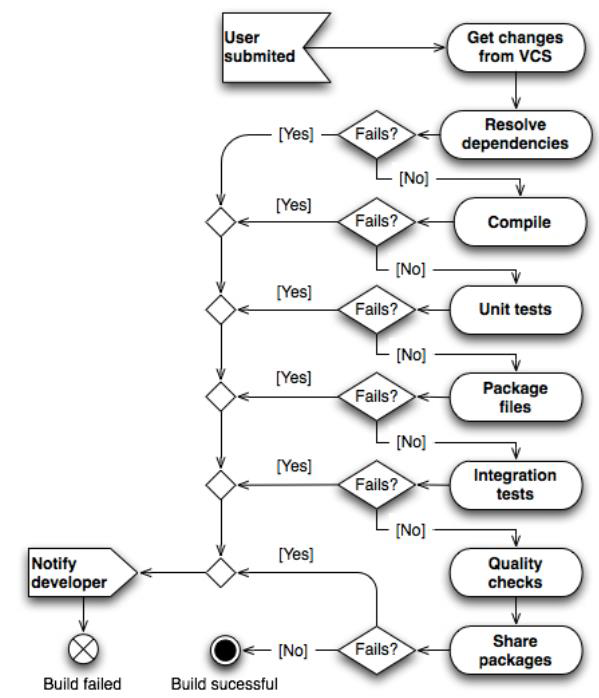 User
submited
Get changes
from VCS
Resolve
dependencies
Fails?
[Yes]
[No]
Compile
Fails?
[Yes]
[No]
Unit tests
Fails?
[Yes]
[No]
Package
files
Fails?
[Yes]
[No]
Integration
tests
Fails?
[Yes]
[No]
Quality
checks
Share
packages
Fails?
[Yes]
[No]
Notify
developer
Build failed
Build sucessful